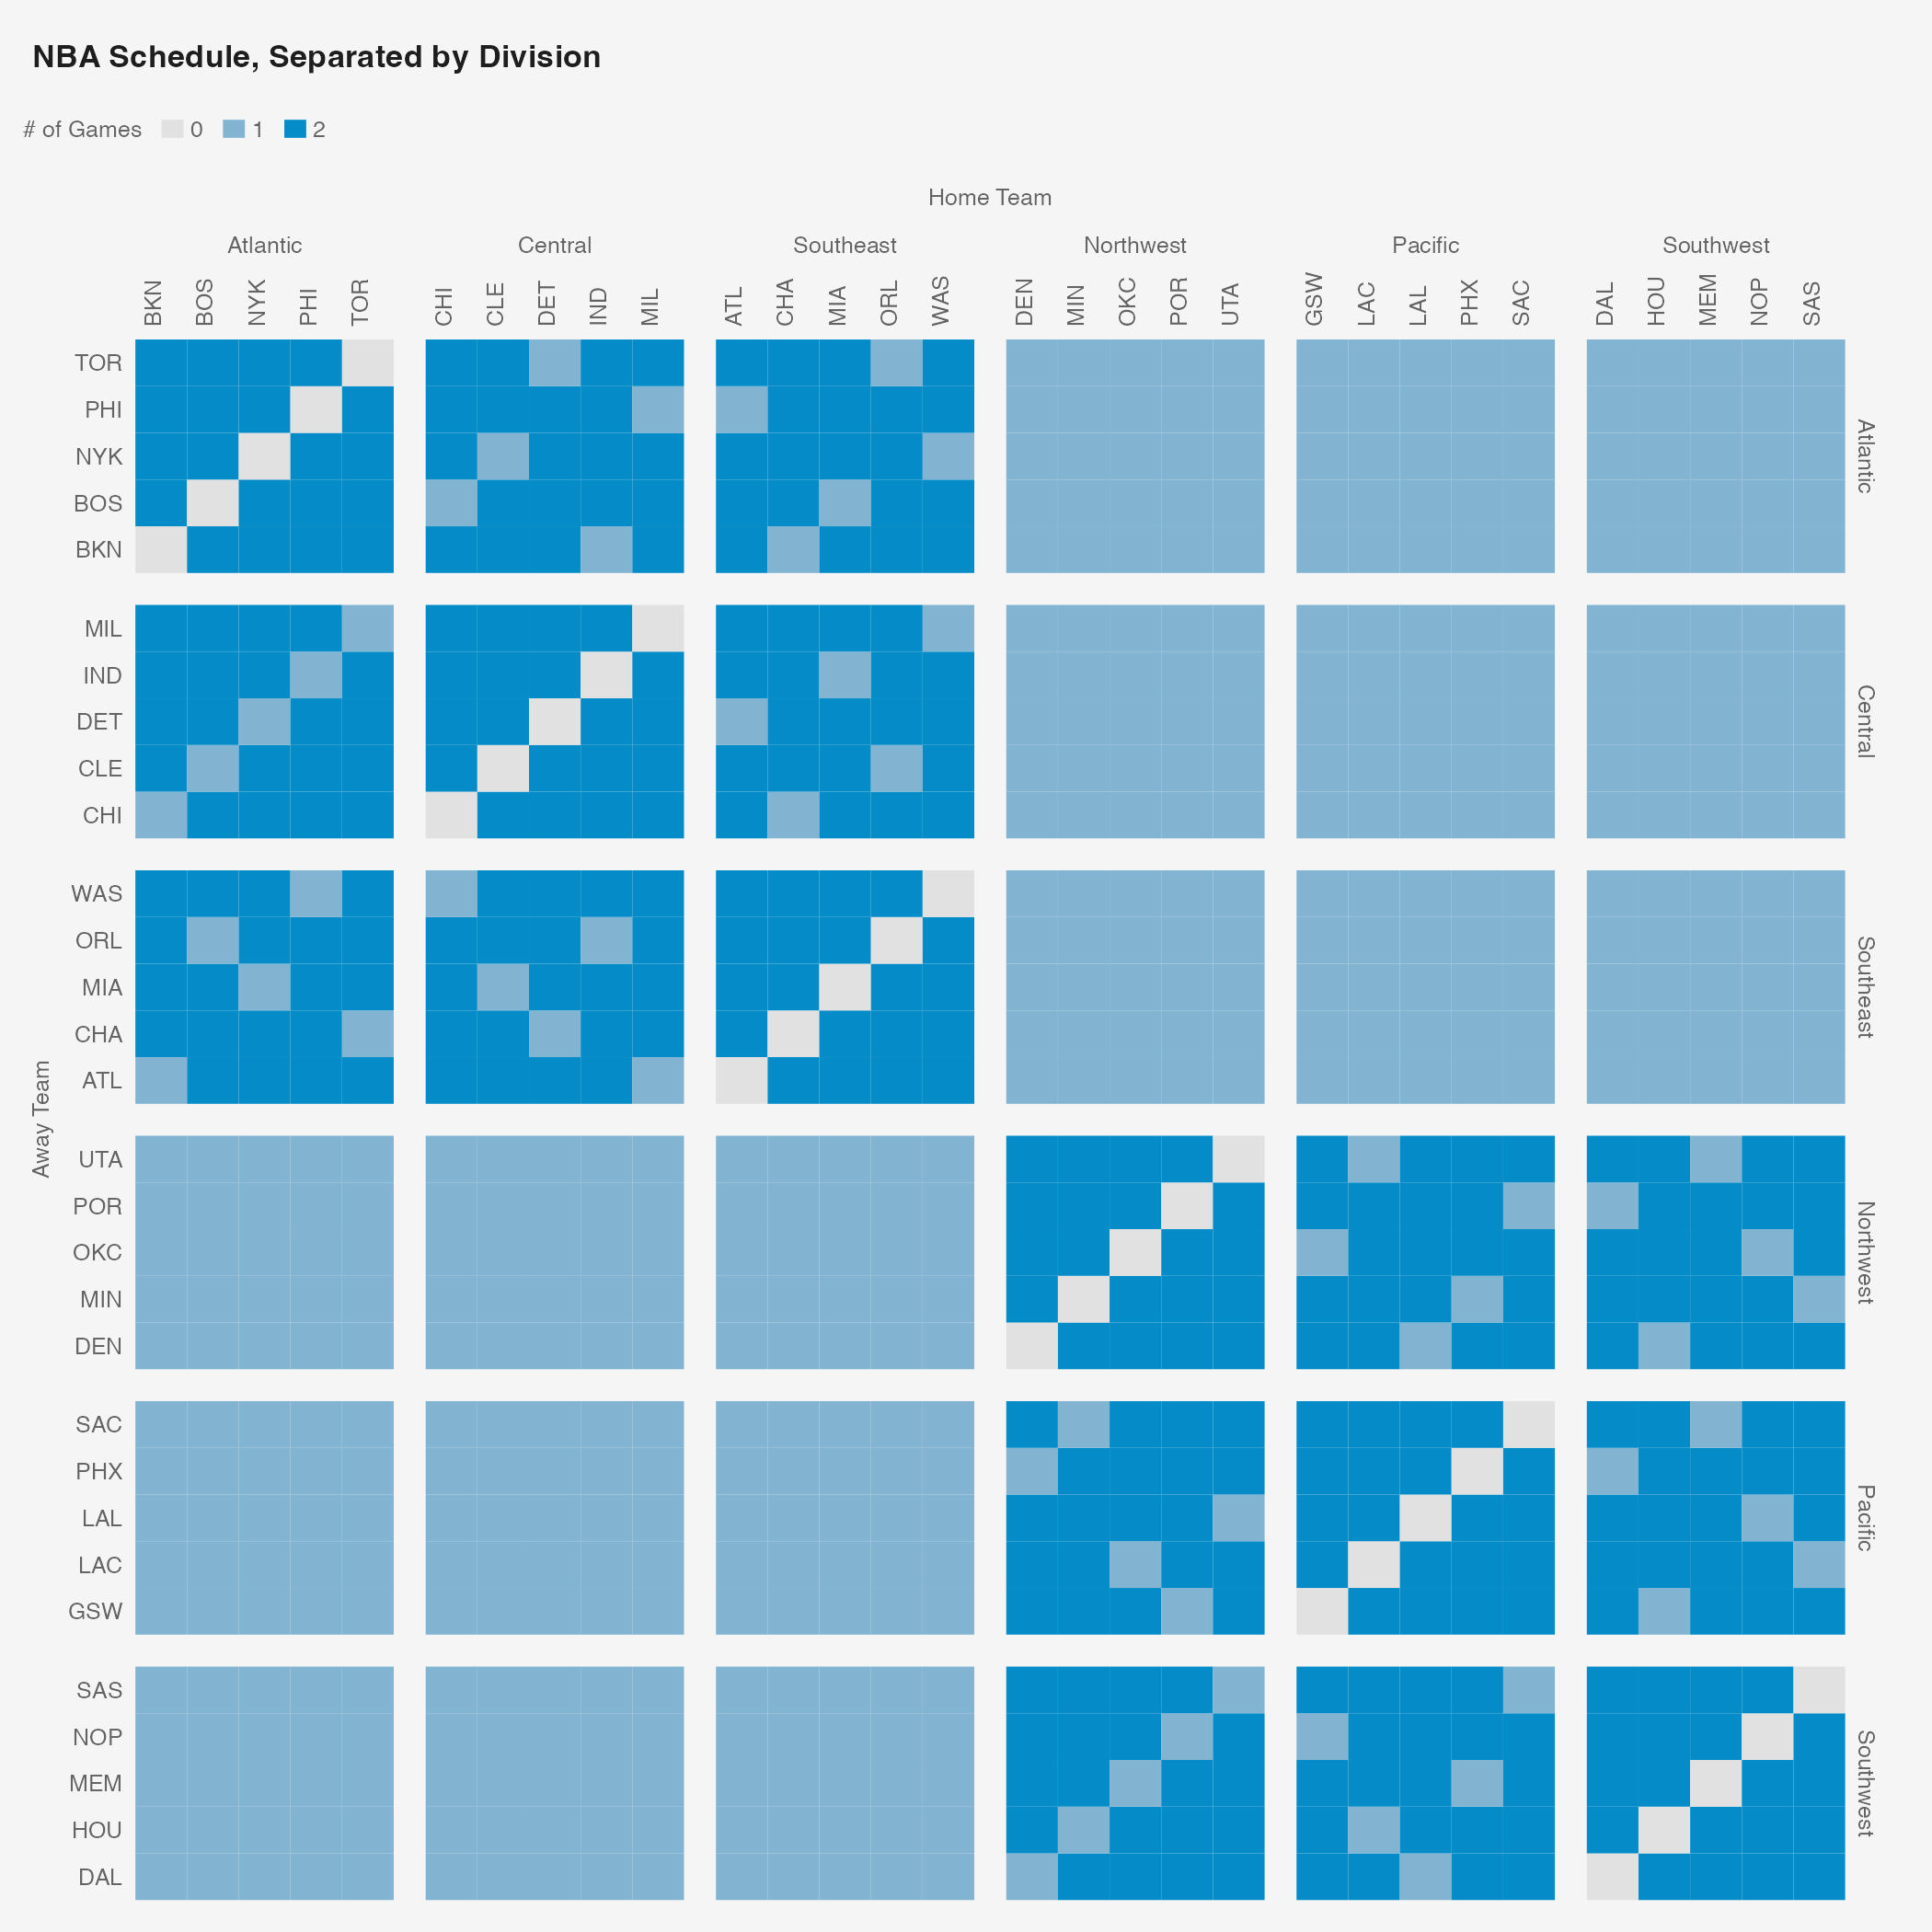 NBA Schedule, Separated by Division
# of Games 0 1 2
Home Team
Atlantic Central Southeast Northwest Pacific Southwest
BKN BOS NYK PHI TOR CHI CLE DET IND MIL ATL CHA MIA ORL WAS DEN MIN OKC POR UTA GSW LAC LAL PHX SAC DAL HOU MEM NOP SAS
TOR
PHI
NYK
BOS
BKN
Atlantic
MIL
IND
DET
CLE
CHI
Central
WAS
ORL
MIA
CHA
ATL
Southeast
Away Team
UTA
POR
OKC
MIN
DEN
Northwest
SAC
PHX
LAL
LAC
GSW
Pacific
SAS
NOP
MEM
HOU
DAL
Southwest